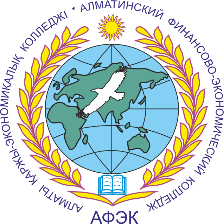 АЛМАТЫ ҚАРЖЫ-ЭКОНОМИКАЛЫҚ КОЛЛЕДЖІ • АЛМАТИНСКИЙ ФИНАНСОВО-ЭКОНОМИЧЕСКИЙ КОЛЛЕДЖ
АФЭК